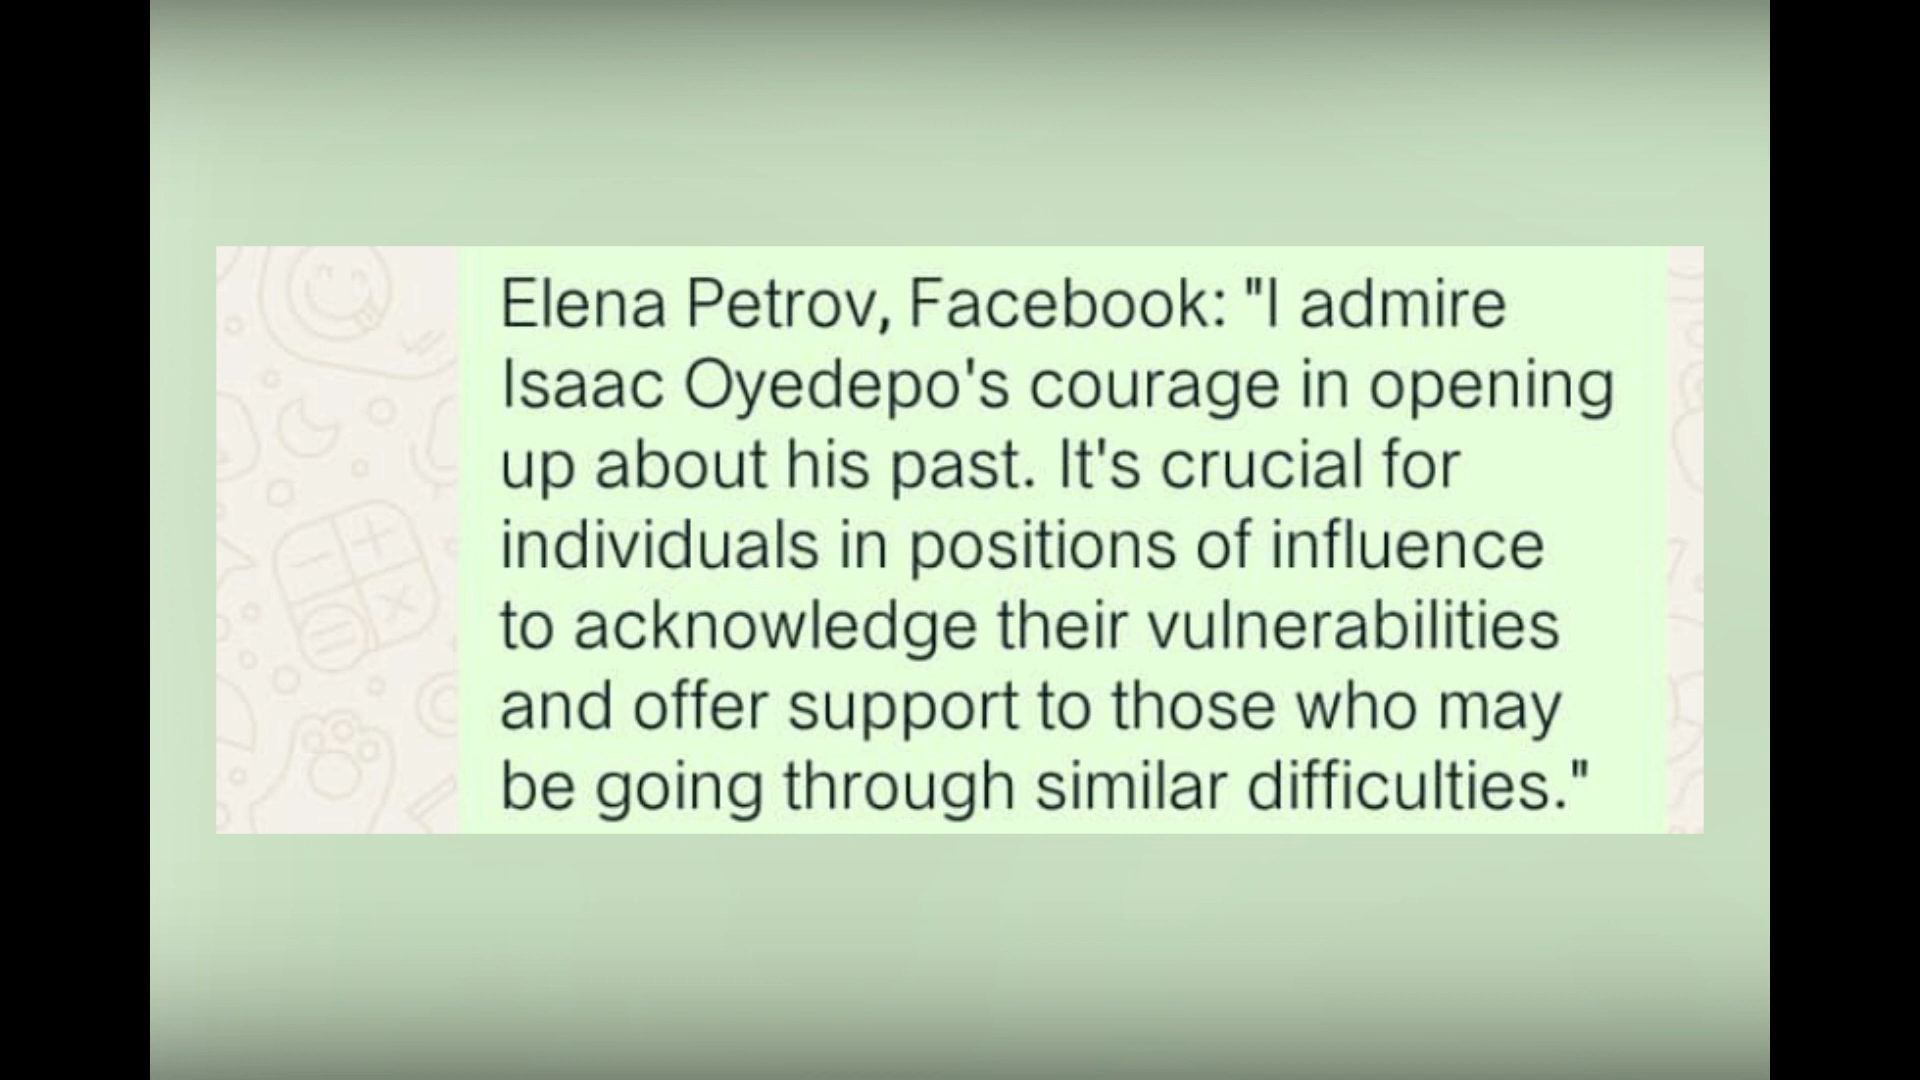 Elena Petrov, Facebook: "I admire
Isaac Oyedepo's courage in opening
up about his past. It's crucial for
individuals in positions of influence
to acknowledge their vulnerabilities
and offer support to those who may
be going through similar difficulties."